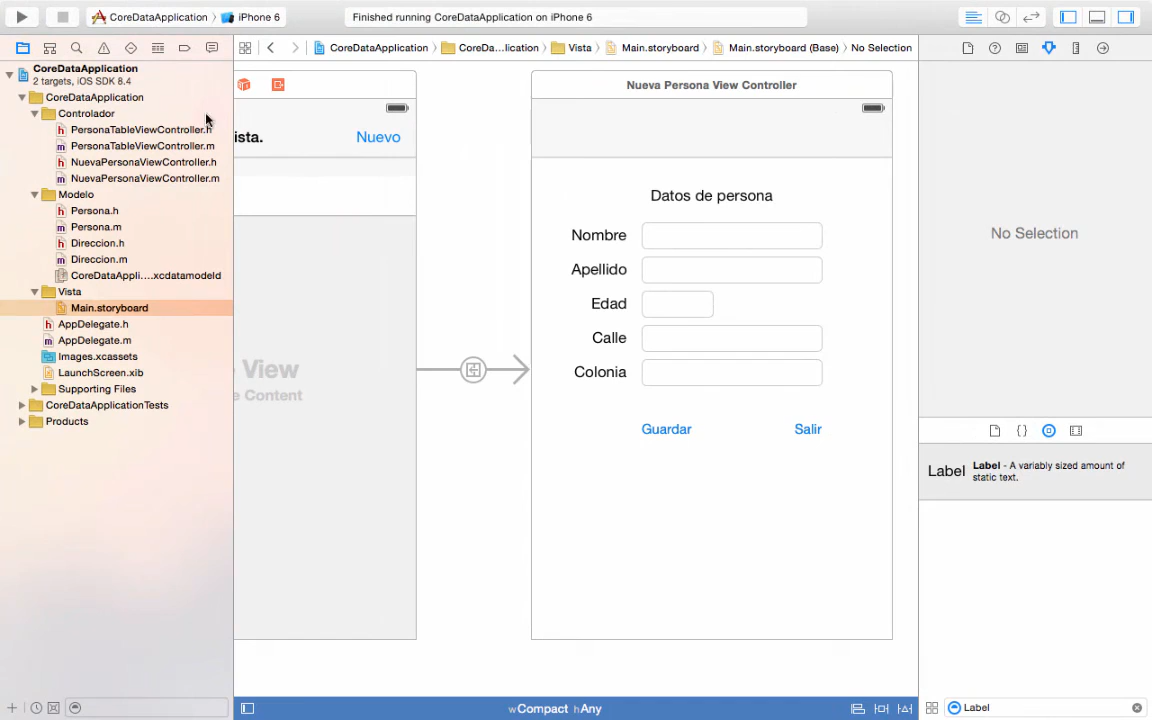 CoreDataApplication
iPhone 6
Finished running CoreDataApplication on iPhone 6
CoreDataApplication
CoreDa...lication
Vista
Main.storyboard
Main.storyboard (Base)
No Selection
CoreDataApplication
2 targets, iOS SDK 8.4
CoreDataApplication
Controlador
PersonaTableViewController.h
PersonaTableViewController.m
NuevaPersonaViewController.h
NuevaPersonaViewController.m
Modelo
Persona.h
Persona.m
Direccion.h
Direccion.m
CoreDataAppli....xcdatamodeld
Vista
Main.storyboard
AppDelegate.h
AppDelegate.m
Images.xcassets
LaunchScreen.xib
Supporting Files
CoreDataApplicationTests
Products
ista.
Nuevo
View
e Content
Nueva Persona View Controller
Datos de persona
Nombre
Apellido
Edad
Calle
Colonia
Guardar
Salir
No Selection
Label
Label - A variably sized amount of
static text.
wCompact hAny
Label